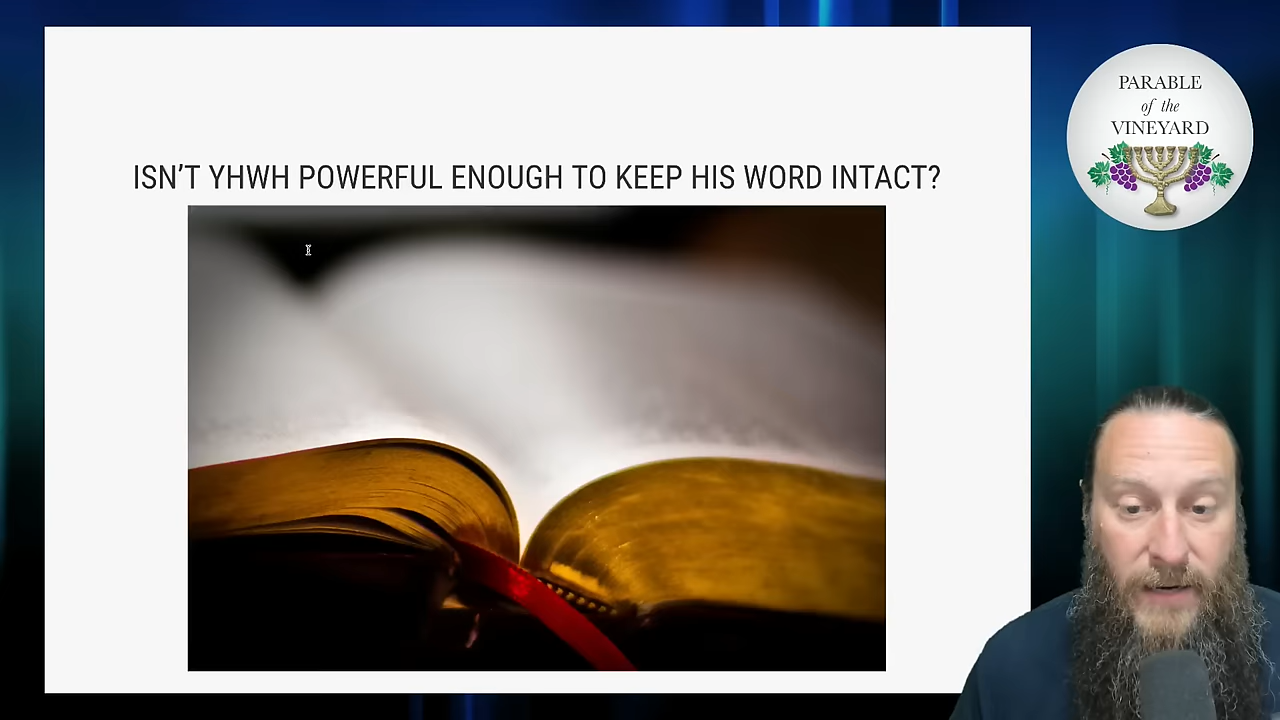 ISN’T YHWH POWERFUL ENOUGH TO KEEP HIS WORD INTACT?
PARABLE
of the
VINEYARD